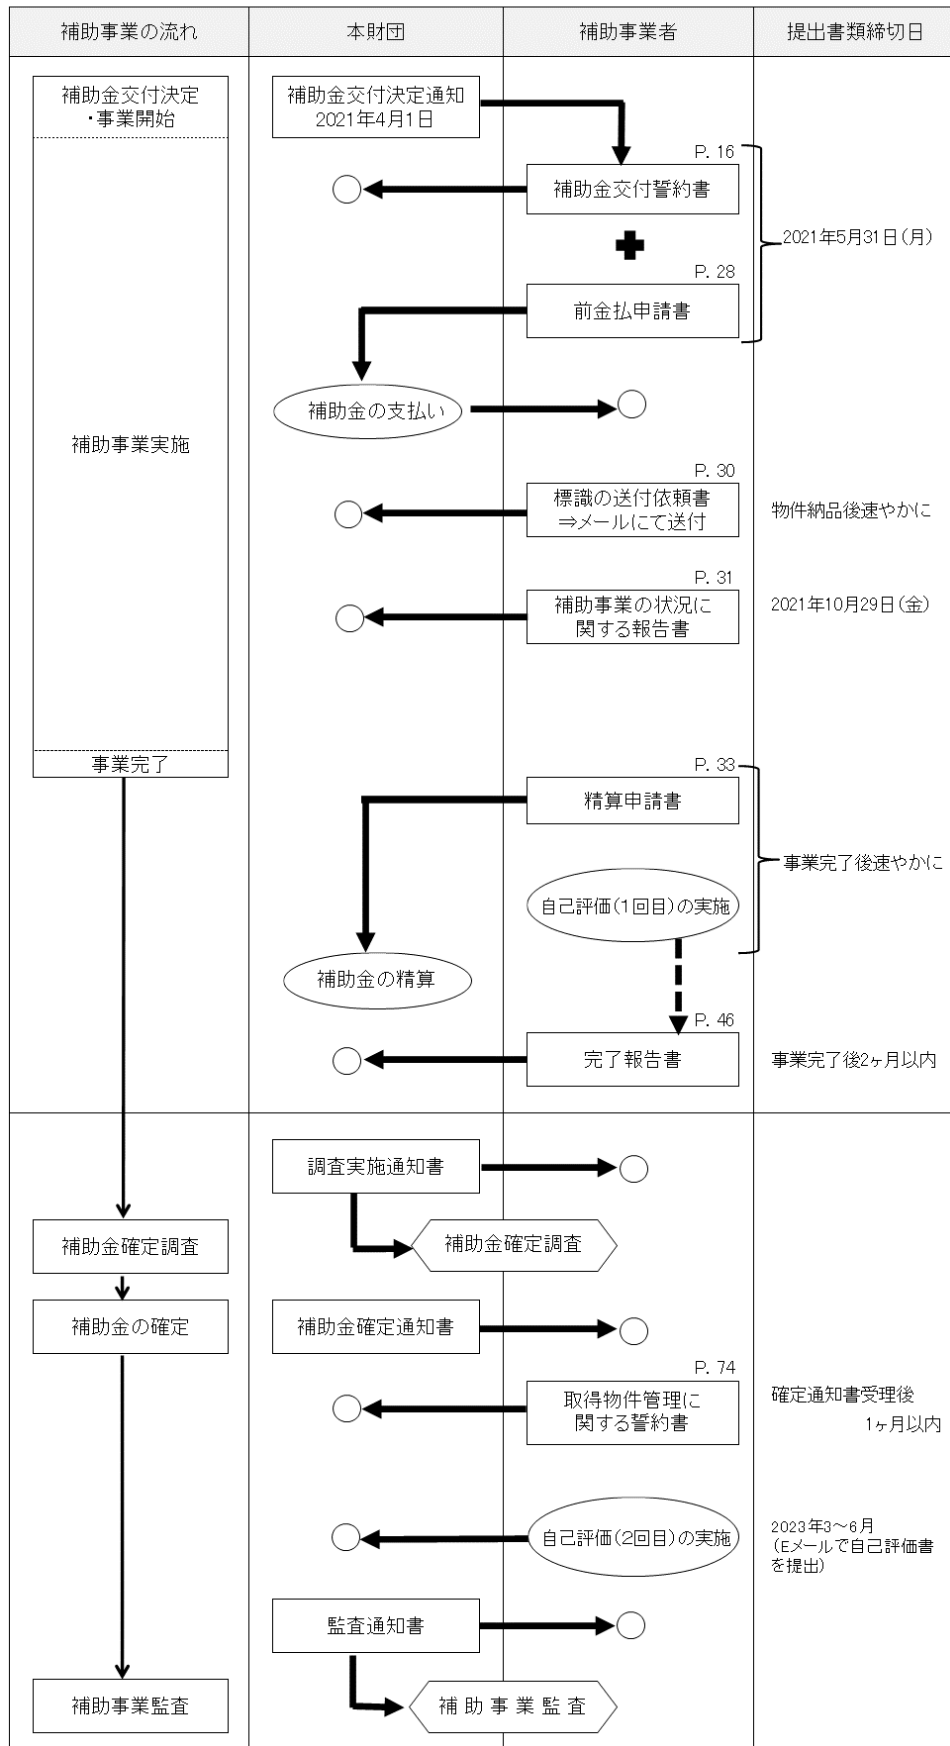 補助事業の流れ
本財団
補助事業者
提出書類締切日
補助金交付決定
・事業開始
補助金交付決定通知
2021年4月1日
P. 16
補助金交付誓約書
2021年5月31日(月)
P. 28
前金払申請書
補助金の支払い
補助事業実施
P. 30
標識の送付依頼書
⇒メールにて送付
物件納品後速やかに
P. 31
補助事業の状況に
関する報告書
2021年10月29日(金)
事業完了
P. 33
精算申請書
事業完了後速やかに
自己評価(1回目)の実施
補助金の精算
P. 46
完了報告書
事業完了後2ヶ月以内
調査実施通知書
補助金確定調査
補助金確定調査
補助金の確定
補助金確定通知書
P. 74
取得物件管理に
関する誓約書
確定通知書受理後
1ヶ月以内
自己評価(2回目)の実施
2023年3～6月
(Eメールで自己評価書
を提出)
監査通知書
補助事業監査
補 助 事 業 監 査